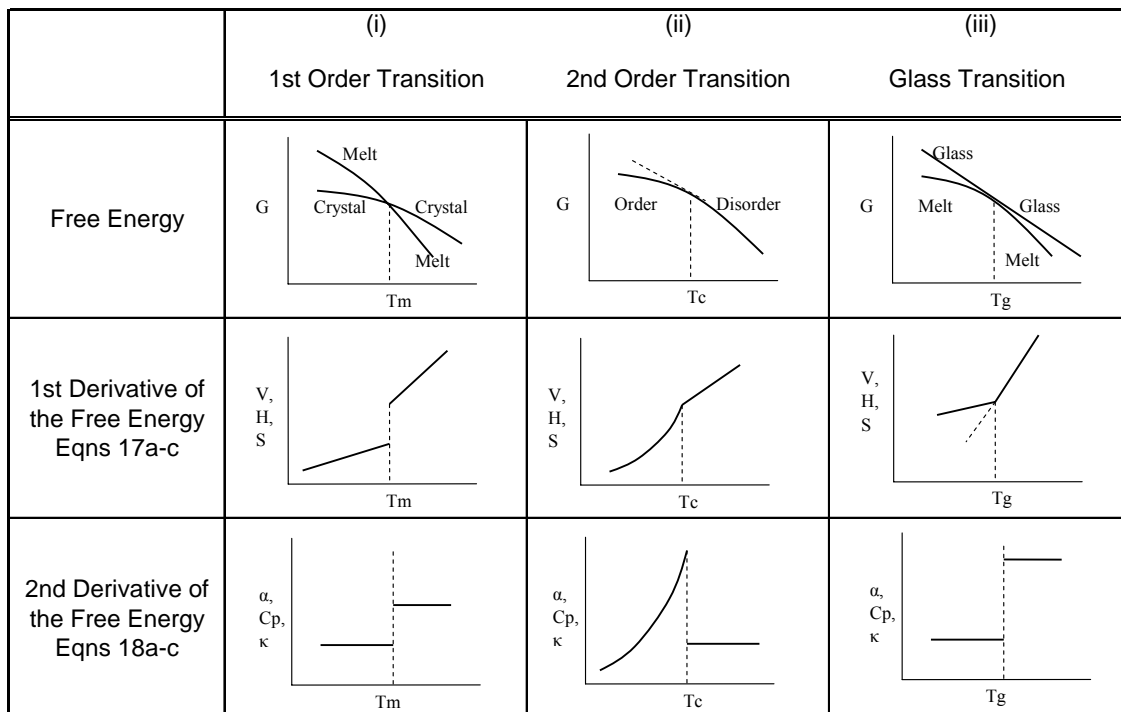 (i)
1st Order Transition
(ii)
2nd Order Transition
(iii)
Glass Transition
Free Energy
G
Melt
Crystal
Crystal
Melt
Tm
G
Order
Disorder
Tc
G
Glass
Melt
Glass
Melt
Tg
1st Derivative of
the Free Energy
Eqns 17a-c
V,
H,
S
Tm
V,
H,
S
Tc
V,
H,
S
Tg
2nd Derivative of
the Free Energy
Eqns 18a-c
α,
Cp,
κ
Tm
α,
Cp,
κ
Tc
α,
Cp,
κ
Tg